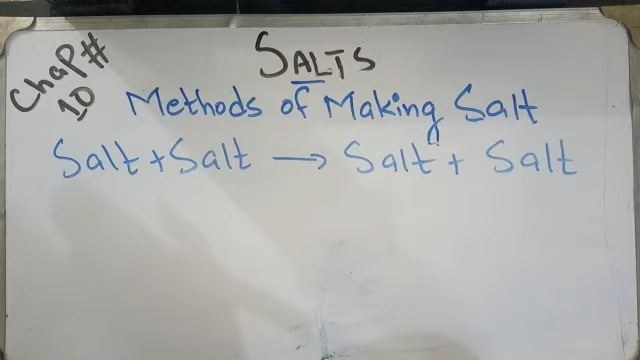 Chap#
10
SALTS
Methods of Making Salt
Salt + Salt → Salt + Salt